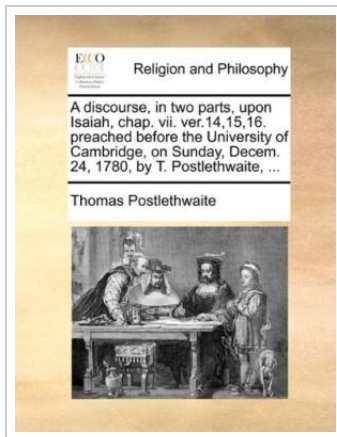 ECCO
Religion and Philosophy
A discourse, in two parts, upon
Isaiah, chap. vii. ver.14,15,16.
preached before the University of
Cambridge, on Sunday, Decem.
24, 1780, by T. Postlethwaite, ...
Thomas Postlethwaite